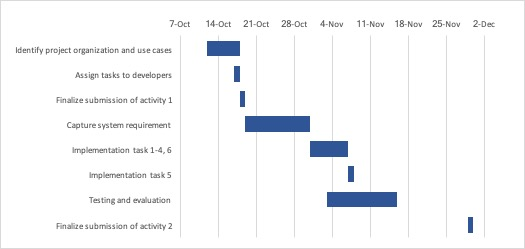 7-Oct 14-Oct 21-Oct 28-Oct 4-Nov 11-Nov 18-Nov 25-Nov 2-Dec
Identify project organization and use cases
Assign tasks to developers
Finalize submission of activity 1
Capture system requirement
Implementation task 1-4, 6
Implementation task 5
Testing and evaluation
Finalize submission of activity 2